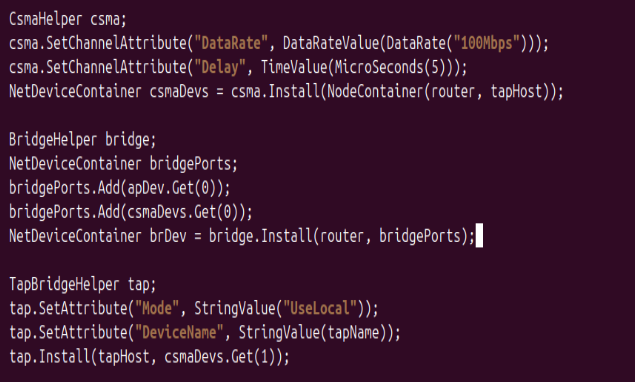 CsmaHelper csma;
csma.SetChannelAttribute("DataRate", DataRateValue(DataRate("100Mbps")));
csma.SetChannelAttribute("Delay", TimeValue(MicroSeconds(5)));
NetDeviceContainer csmaDevs = csma.Install(NodeContainer(router, tapHost));
BridgeHelper bridge;
NetDeviceContainer bridgePorts;
bridgePorts.Add(apDev.Get(0));
bridgePorts.Add(csmaDevs.Get(0));
NetDeviceContainer brDev = bridge.Install(router, bridgePorts);
TapBridgeHelper tap;
tap.SetAttribute("Mode", StringValue("UseLocal"));
tap.SetAttribute("DeviceName", StringValue(tapName));
tap.Install(tapHost, csmaDevs.Get(1));